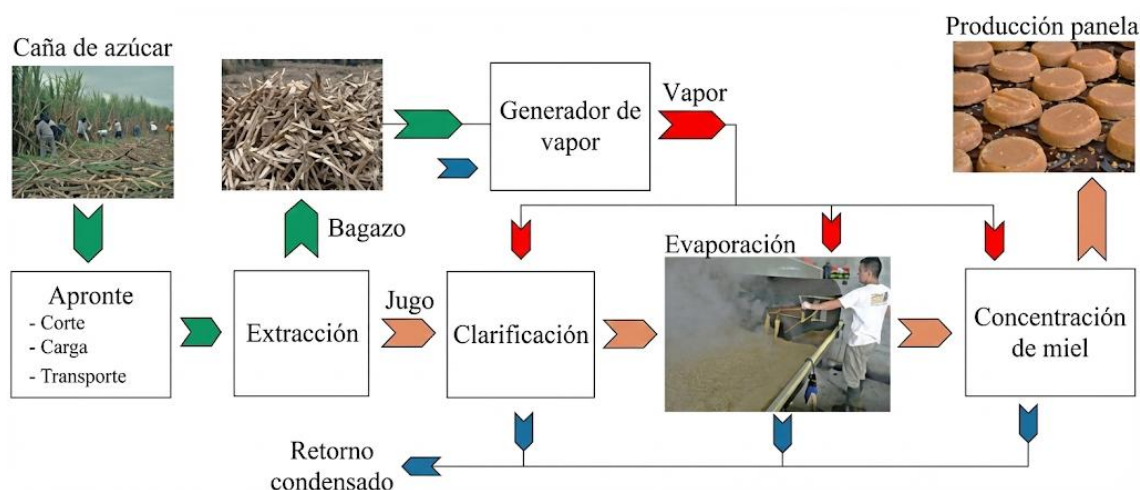 Caña de azúcar
Producción panela
Generador de
vapor
Vapor
Bagazo
Evaporación
Apronte
- Corte
- Carga
- Transporte
Extracción
Jugo
Clarificación
Concentración
de miel
Retorno
condensado